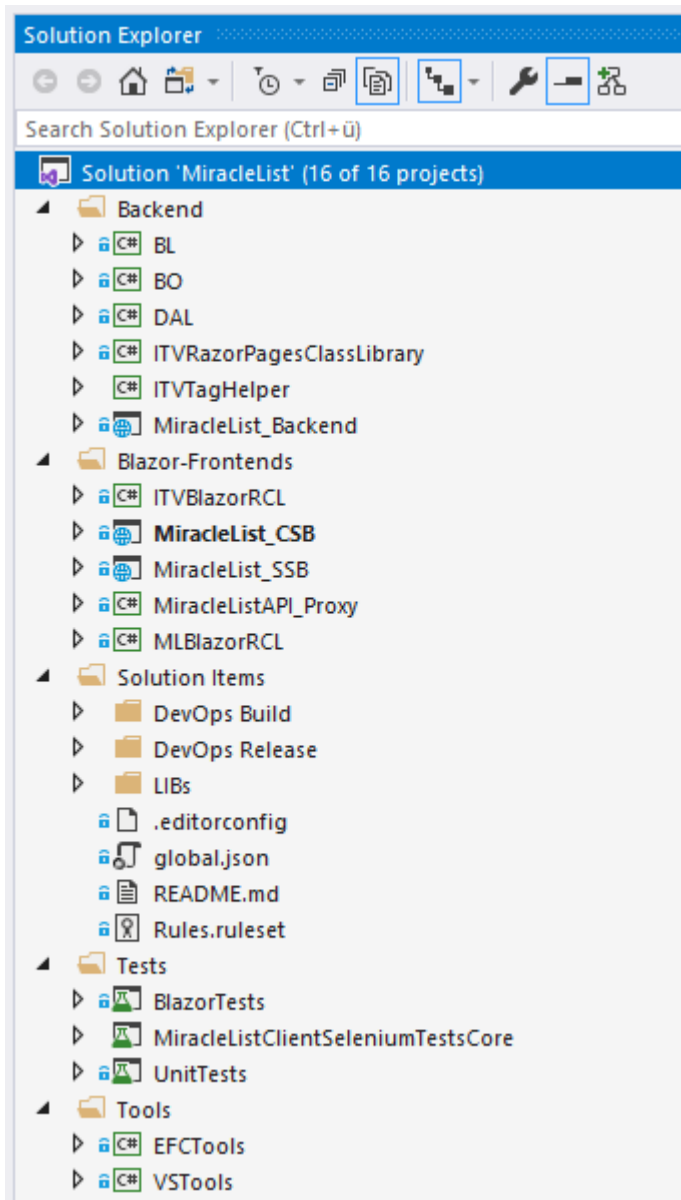 Solution Explorer
Search Solution Explorer (Ctrl+ü)
Solution 'MiracleList' (16 of 16 projects)
Backend
C# BL
C# BO
C# DAL
C# ITVRazorPagesClassLibrary
C# ITVTagHelper
MiracleList_Backend
Blazor-Frontends
C# ITVBlazorRCL
MiracleList_CSB
MiracleList_SSB
C# MiracleListAPI_Proxy
C# MLBlazorRCL
Solution Items
DevOps Build
DevOps Release
LIBs
.editorconfig
global.json
README.md
Rules.ruleset
Tests
BlazorTests
MiracleListClientSeleniumTestsCore
UnitTests
Tools
C# EFCTools
C# VSTools